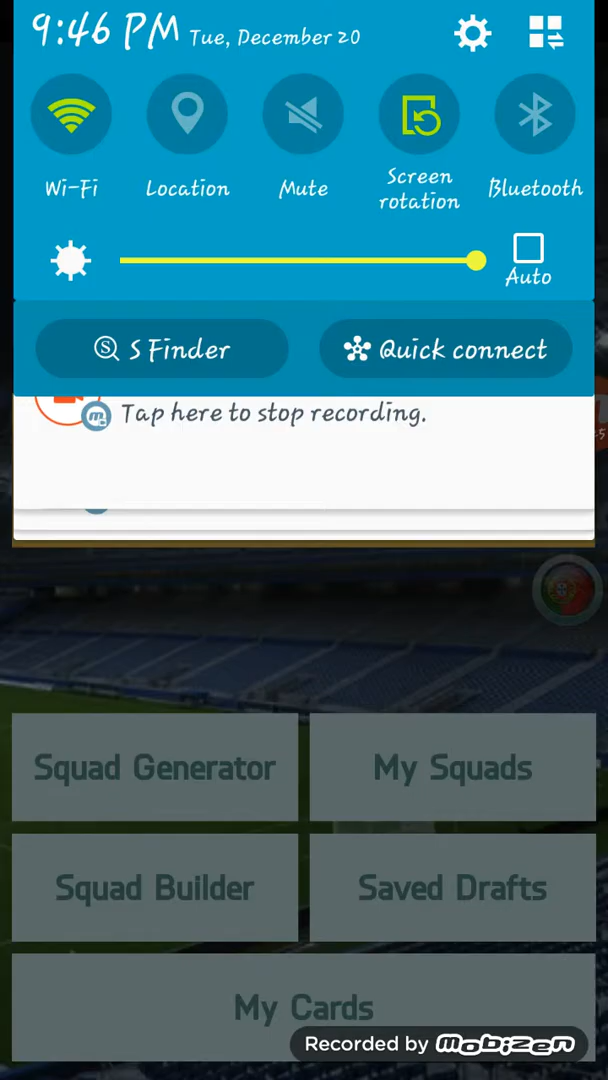 9:46 PM Tue, December 20
Wi-Fi Location Mute Screen rotation Bluetooth
Auto
S Finder Quick connect
Tap here to stop recording.
Squad Generator My Squads
Squad Builder Saved Drafts
My Cards
Recorded by mobizen